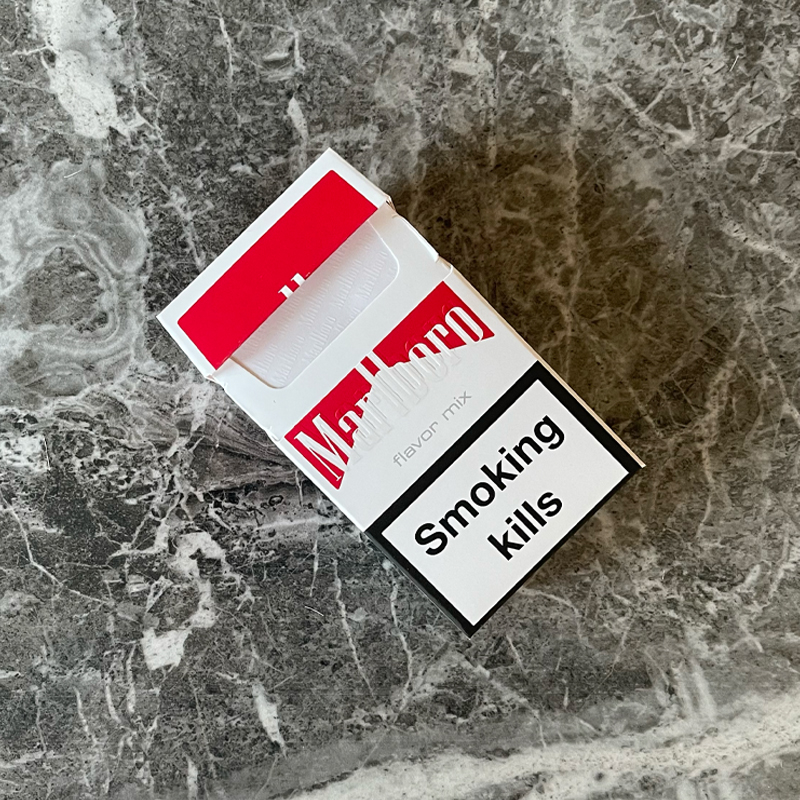 Marlboro
flavor mix
Smoking
kills